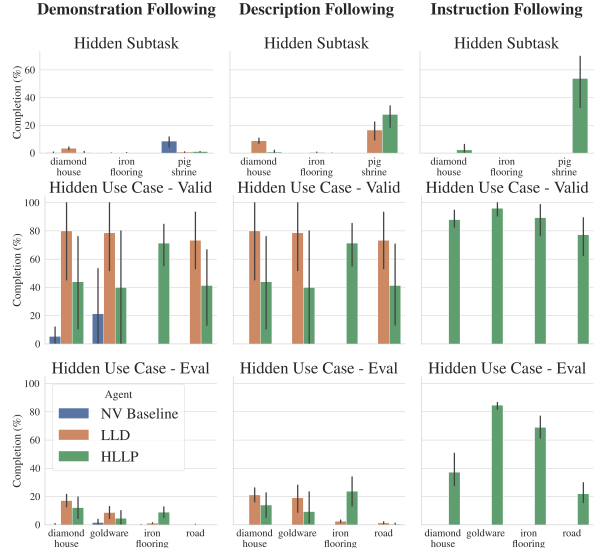 Demonstration Following Description Following Instruction Following
Hidden Subtask Hidden Subtask Hidden Subtask
Completion (%)
60
40
20
0
diamond house iron flooring pig shrine diamond house iron flooring pig shrine diamond house iron flooring pig shrine
Hidden Use Case - Valid Hidden Use Case - Valid Hidden Use Case - Valid
Completion (%)
100
80
60
40
20
0
Hidden Use Case - Eval Hidden Use Case - Eval Hidden Use Case - Eval
Completion (%)
100
80
60
40
20
0
Agent
NV Baseline
LLD
HLLP
diamond house goldware iron flooring road diamond house goldware iron flooring road diamond house goldware iron flooring road